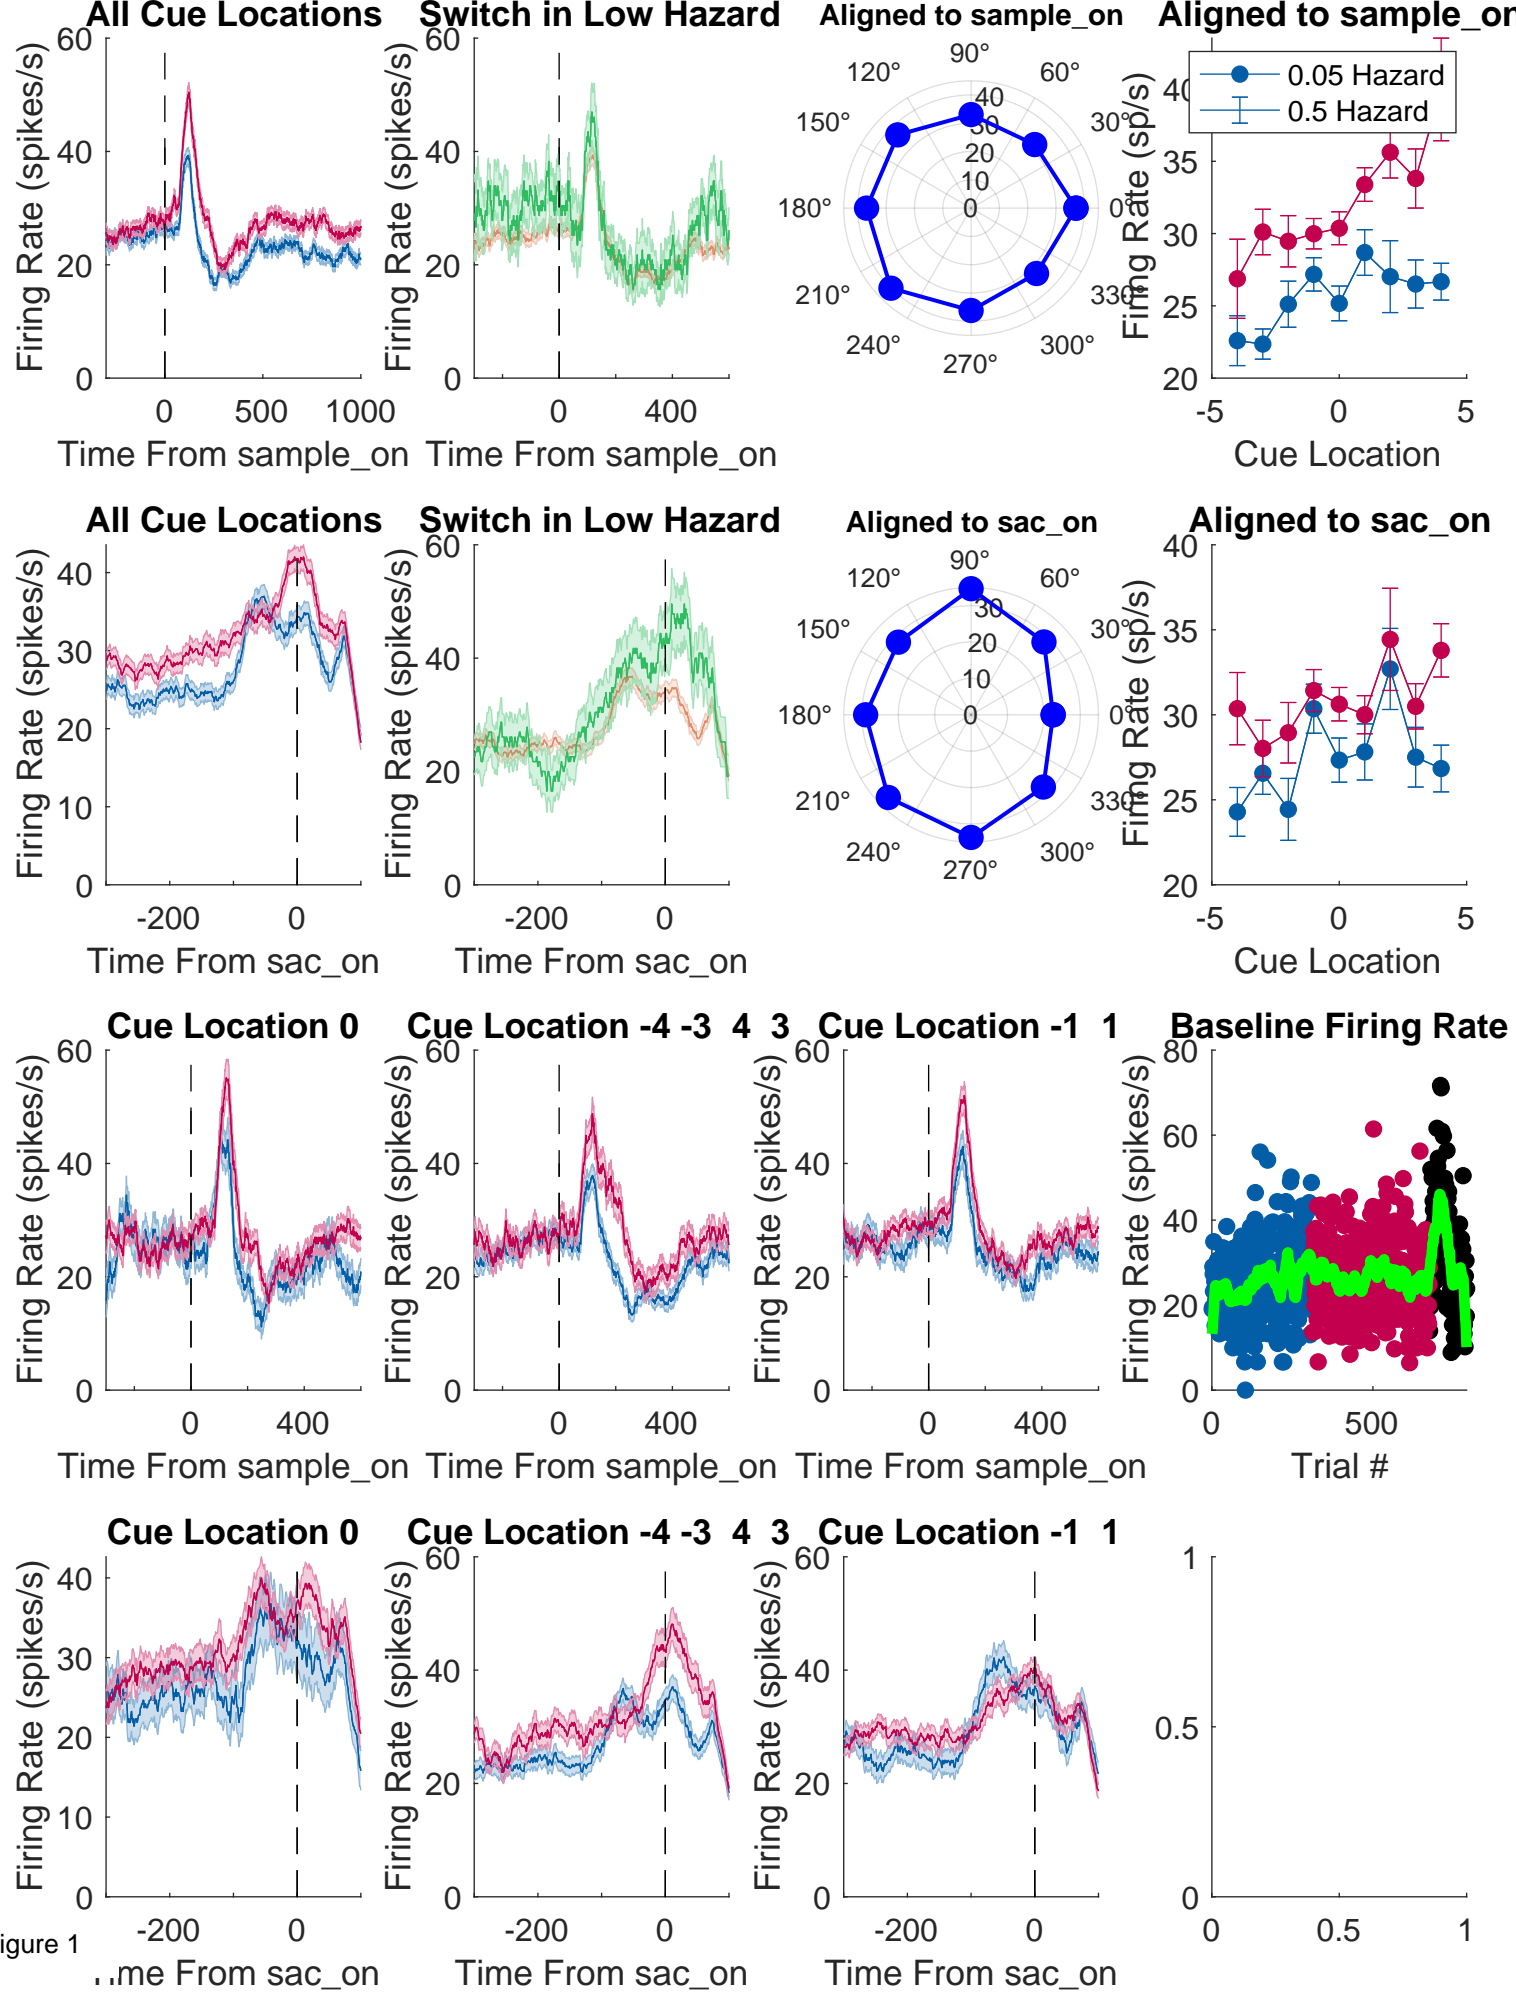 All Cue Locations
Switch in Low Hazard
Aligned to sample_on
Aligned to sample_on
Firing Rate (spikes/s)
60
40
20
0
0 500 1000
Time From sample_on
Firing Rate (spikes/s)
60
40
20
0
0 400
Time From sample_on
90°
120° 60°
150° 30°
180° 0°
210° 330°
240° 300°
270°
40
30
20
10
0
Firing Rate (sp/s)
40
35
30
25
20
-5 0 5
Cue Location
0.05 Hazard
0.5 Hazard
All Cue Locations
Switch in Low Hazard
Aligned to sac_on
Aligned to sac_on
Firing Rate (spikes/s)
40
30
20
10
0
-200 0
Time From sac_on
Firing Rate (spikes/s)
60
40
20
0
-200 0
Time From sac_on
90°
120° 60°
150° 30°
180° 0°
210° 330°
240° 300°
270°
30
20
10
0
Firing Rate (sp/s)
40
35
30
25
20
-5 0 5
Cue Location
Cue Location 0
Cue Location -4 -3 4 3
Cue Location -1 1
Baseline Firing Rate
Firing Rate (spikes/s)
60
40
20
0
0 400
Time From sample_on
Firing Rate (spikes/s)
60
40
20
0
0 400
Time From sample_on
Firing Rate (spikes/s)
60
40
20
0
0 400
Time From sample_on
Firing Rate (spikes/s)
80
60
40
20
0
0 500
Trial #
Cue Location 0
Cue Location -4 -3 4 3
Cue Location -1 1
Firing Rate (spikes/s)
40
30
20
10
0
-200 0
Time From sac_on
Firing Rate (spikes/s)
60
40
20
0
-200 0
Time From sac_on
Firing Rate (spikes/s)
60
40
20
0
-200 0
Time From sac_on
1
0.5
0
0 0.5 1
igure 1